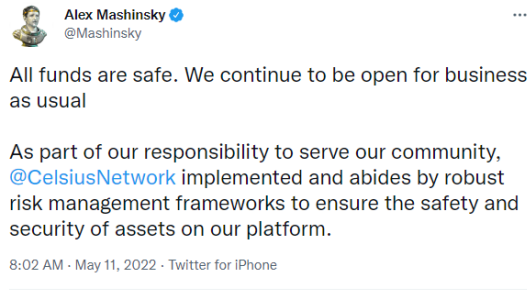 Alex Mashinsky
@Mashinsky
All funds are safe. We continue to be open for business
as usual
As part of our responsibility to serve our community,
@CelsiusNetwork implemented and abides by robust
risk management frameworks to ensure the safety and
security of assets on our platform.
8:02 AM · May 11, 2022 · Twitter for iPhone